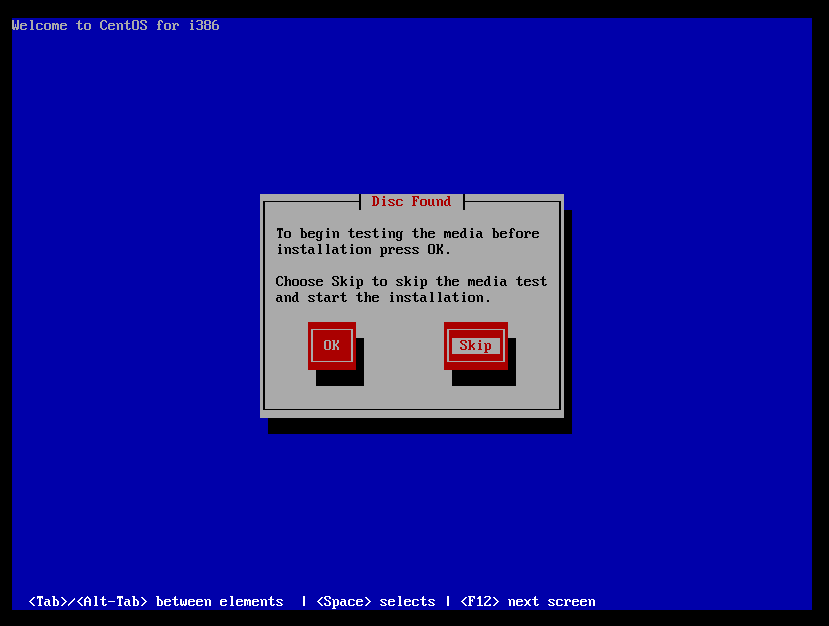 Welcome to CentOS for i386
Disc Found
To begin testing the media before
installation press OK.
Choose Skip to skip the media test
and start the installation.
OK Skip
<Tab>/<Alt-Tab> between elements | <Space> selects | <F12> next screen